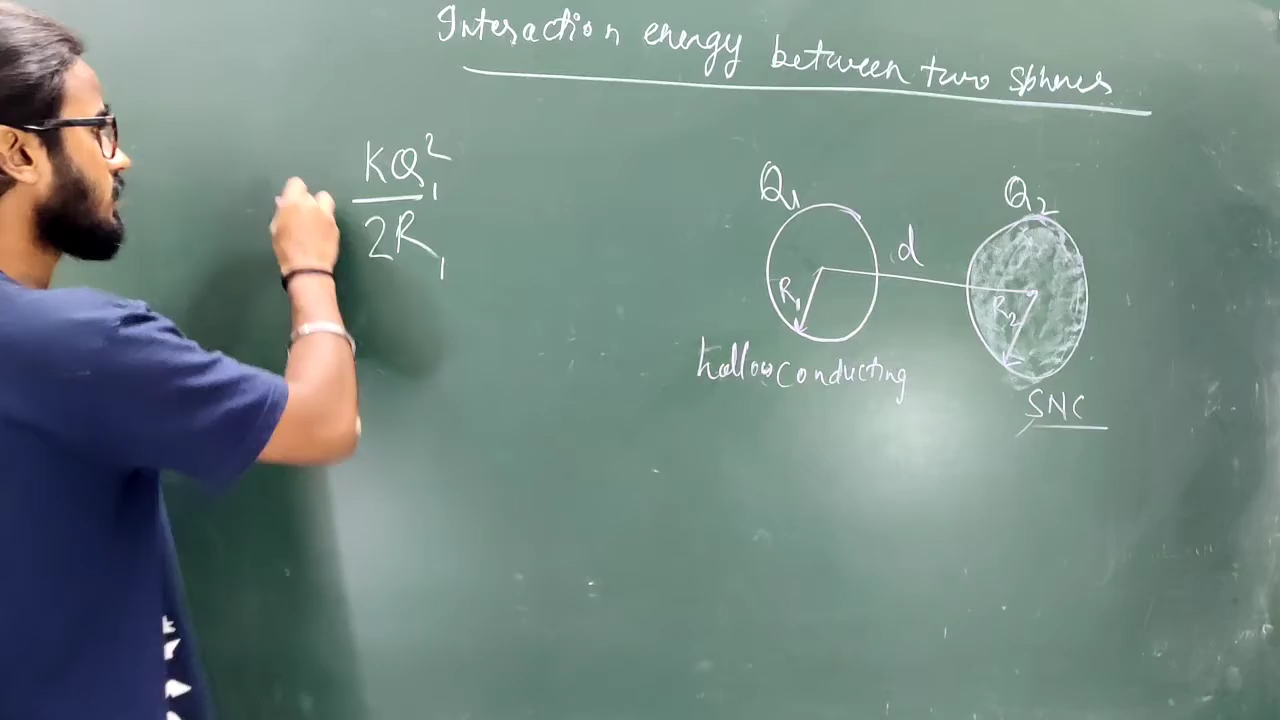 Interaction energy between two spheres
KQ₁²
2R₁
Q₁
Q₂
d
R₁
R₂
hollow conducting
SNC